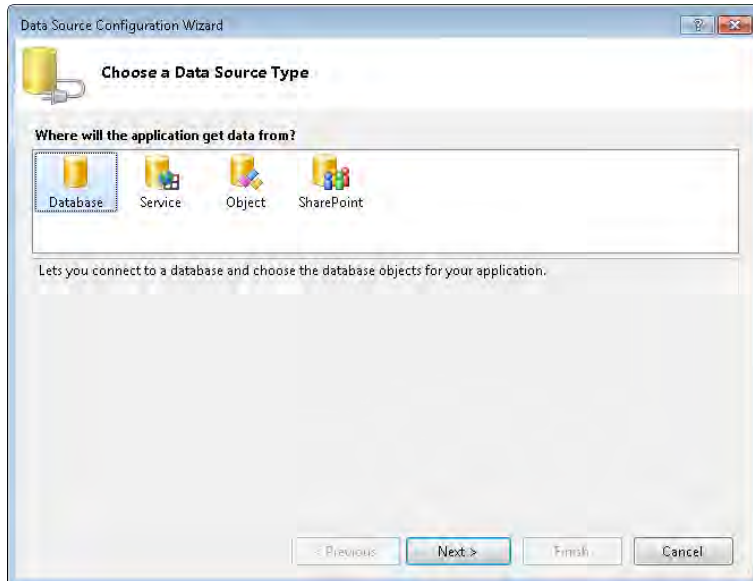 Data Source Configuration Wizard
Choose a Data Source Type
Where will the application get data from?
Database Service Object SharePoint
Lets you connect to a database and choose the database objects for your application.
< Previous Next > Finish Cancel